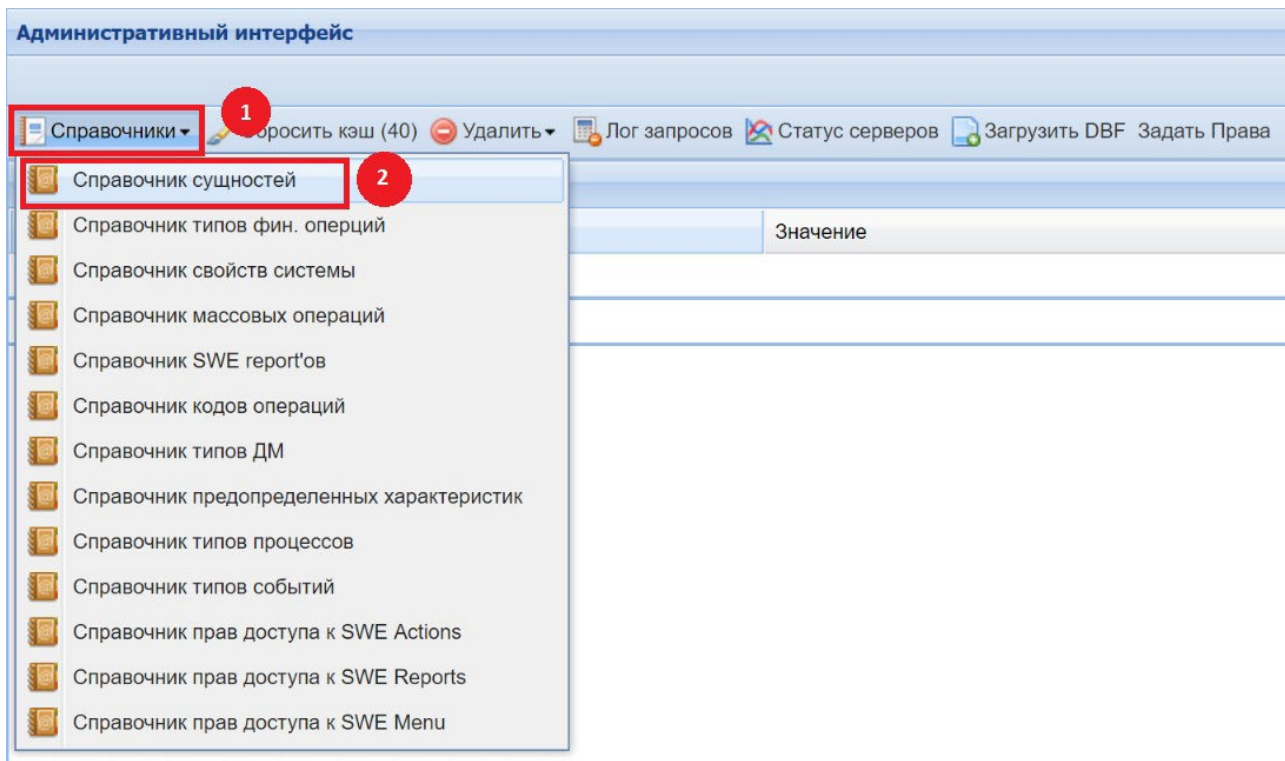 Административный интерфейс
1
Справочники бросить кэш (40) Удалить Лог запросов Статус серверов Загрузить DBF Задать Права
Справочник сущностей 2
Справочник типов фин. оперций
Значение
Справочник свойств системы
Справочник массовых операций
Справочник SWE report'ов
Справочник кодов операций
Справочник типов ДМ
Справочник предопределенных характеристик
Справочник типов процессов
Справочник типов событий
Справочник прав доступа к SWE Actions
Справочник прав доступа к SWE Reports
Справочник прав доступа к SWE Menu